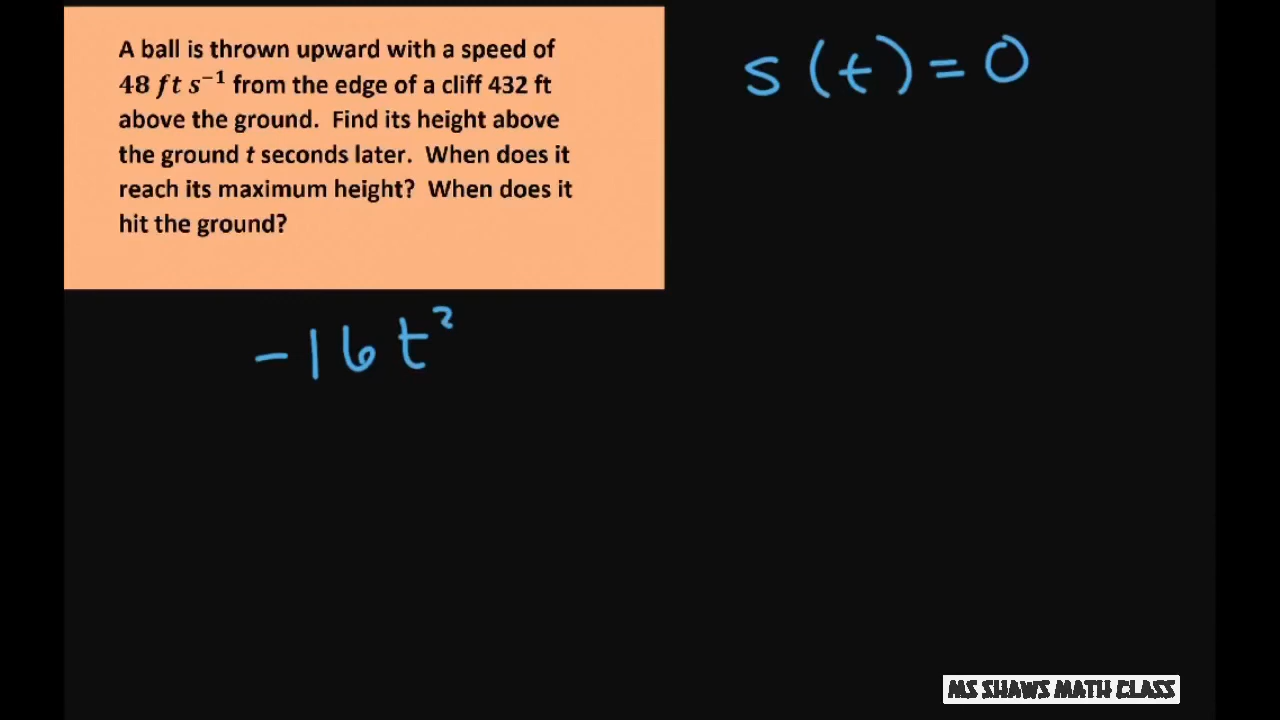 A ball is thrown upward with a speed of
48 ft s⁻¹ from the edge of a cliff 432 ft
above the ground. Find its height above
the ground t seconds later. When does it
reach its maximum height? When does it
hit the ground?
s(t) = 0
-16t²
MS SHAWS MATH CLASS